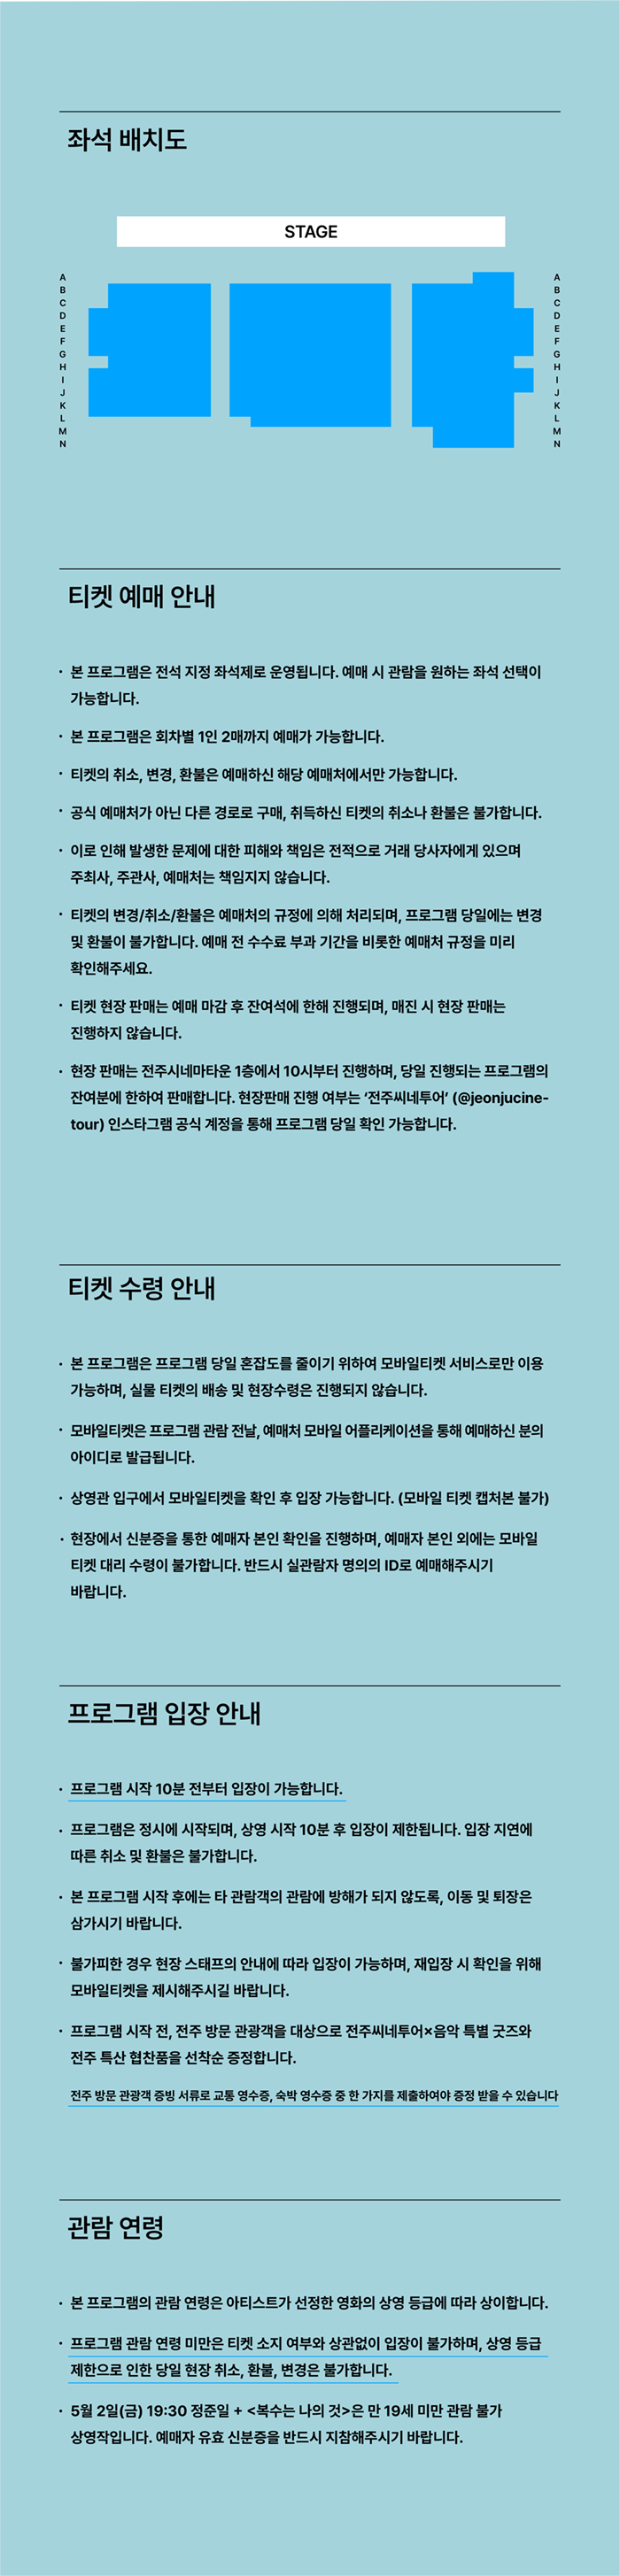 좌석 배치도
STAGE
A A
B B
C C
D D
E E
F F
G G
H H
I I
J J
K K
L L
M M
N N
티켓 예매 안내
· 본 프로그램은 전석 지정 좌석제로 운영됩니다. 예매 시 관람을 원하는 좌석 선택이
가능합니다.
· 본 프로그램은 회차별 1인 2매까지 예매가 가능합니다.
· 티켓의 취소, 변경, 환불은 예매하신 해당 예매처에서만 가능합니다.
· 공식 예매처가 아닌 다른 경로로 구매, 취득하신 티켓의 취소나 환불은 불가합니다.
· 이로 인해 발생한 문제에 대한 피해와 책임은 전적으로 거래 당사자에게 있으며
주최사, 주관사, 예매처는 책임지지 않습니다.
· 티켓의 변경/취소/환불은 예매처의 규정에 의해 처리되며, 프로그램 당일에는 변경
및 환불이 불가합니다. 예매 전 수수료 부과 기간을 비롯한 예매처 규정을 미리
확인해주세요.
· 티켓 현장 판매는 예매 마감 후 잔여석에 한해 진행되며, 매진 시 현장 판매는
진행하지 않습니다.
· 현장 판매는 전주시네마타운 1층에서 10시부터 진행하며, 당일 진행되는 프로그램의
잔여분에 한하여 판매합니다. 현장판매 진행 여부는 ‘전주씨네투어’ (@jeonjucine-
tour) 인스타그램 공식 계정을 통해 프로그램 당일 확인 가능합니다.
티켓 수령 안내
· 본 프로그램은 프로그램 당일 혼잡도를 줄이기 위하여 모바일티켓 서비스로만 이용
가능하며, 실물 티켓의 배송 및 현장수령은 진행되지 않습니다.
· 모바일티켓은 프로그램 관람 전날, 예매처 모바일 어플리케이션을 통해 예매하신 분의
아이디로 발급됩니다.
· 상영관 입구에서 모바일티켓을 확인 후 입장 가능합니다. (모바일 티켓 캡처본 불가)
· 현장에서 신분증을 통한 예매자 본인 확인을 진행하며, 예매자 본인 외에는 모바일
티켓 대리 수령이 불가합니다. 반드시 실관람자 명의의 ID로 예매해주시기
바랍니다.
프로그램 입장 안내
· 프로그램 시작 10분 전부터 입장이 가능합니다.
· 프로그램은 정시에 시작되며, 상영 시작 10분 후 입장이 제한됩니다. 입장 지연에
따른 취소 및 환불은 불가합니다.
· 본 프로그램 시작 후에는 타 관람객의 관람에 방해가 되지 않도록, 이동 및 퇴장은
삼가시기 바랍니다.
· 불가피한 경우 현장 스태프의 안내에 따라 입장이 가능하며, 재입장 시 확인을 위해
모바일티켓을 제시해주시길 바랍니다.
· 프로그램 시작 전, 전주 방문 관광객을 대상으로 전주씨네투어×음악 특별 굿즈와
전주 특산 협찬품을 선착순 증정합니다.
전주 방문 관광객 증빙 서류로 교통 영수증, 숙박 영수증 중 한 가지를 제출하여야 증정 받을 수 있습니다
관람 연령
· 본 프로그램의 관람 연령은 아티스트가 선정한 영화의 상영 등급에 따라 상이합니다.
· 프로그램 관람 연령 미만은 티켓 소지 여부와 상관없이 입장이 불가하며, 상영 등급
제한으로 인한 당일 현장 취소, 환불, 변경은 불가합니다.
· 5월 2일(금) 19:30 정준일 + <복수는 나의 것>은 만 19세 미만 관람 불가
상영작입니다. 예매자 유효 신분증을 반드시 지참해주시기 바랍니다.